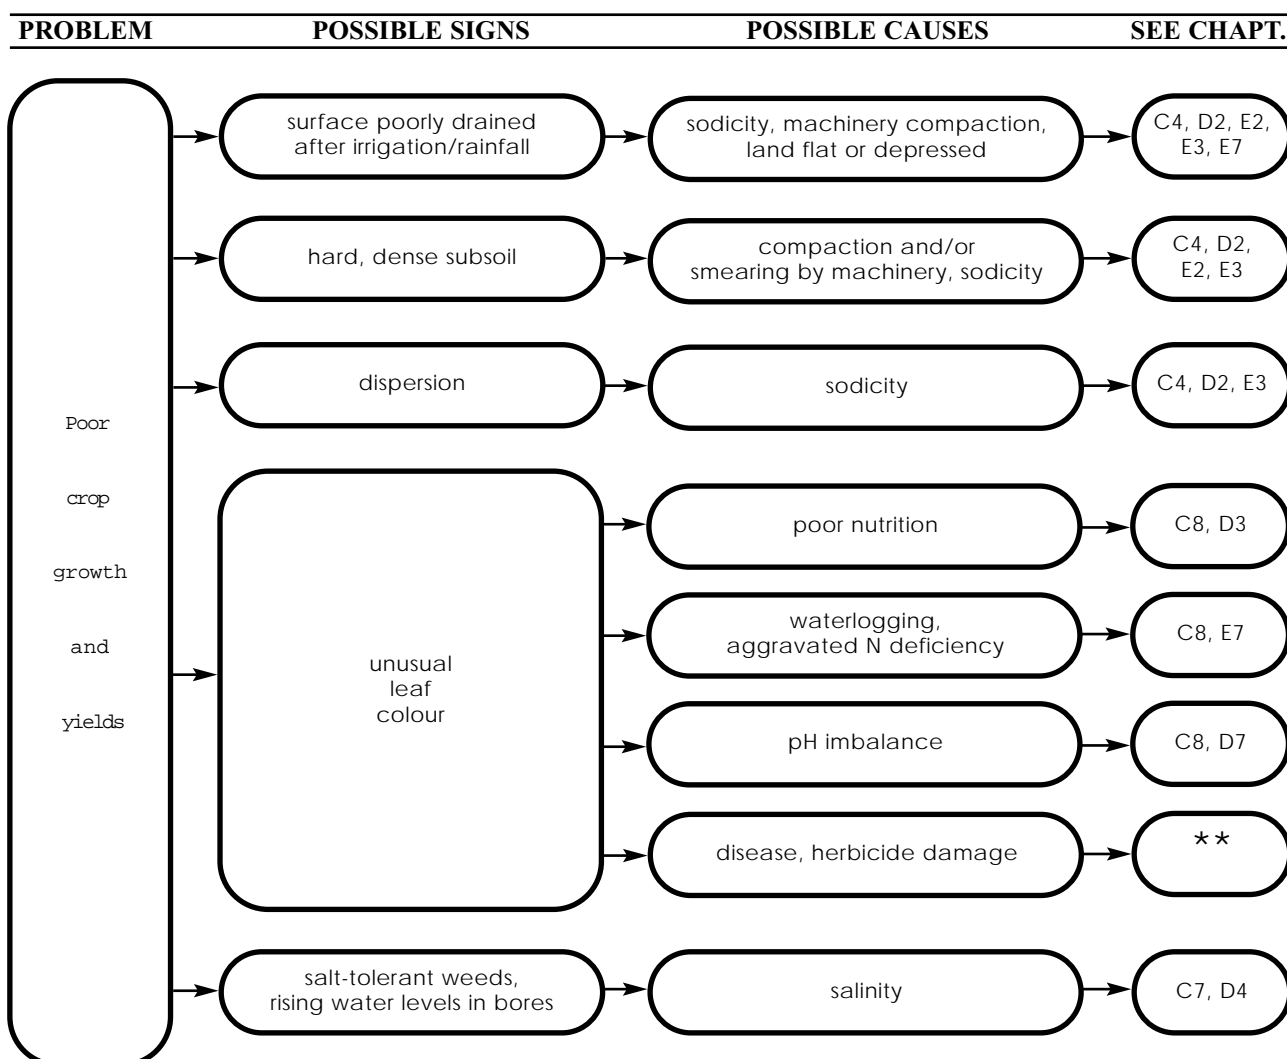 PROBLEM POSSIBLE SIGNS POSSIBLE CAUSES SEE CHAPT.
Poor
crop
growth
and
yields
surface poorly drained
after irrigation/rainfall
sodicity, machinery compaction,
land flat or depressed
C4, D2, E2,
E3, E7
hard, dense subsoil
compaction and/or
smearing by machinery, sodicity
C4, D2,
E2, E3
dispersion
sodicity
C4, D2, E3
unusual
leaf
colour
poor nutrition
C8, D3
waterlogging,
aggravated N deficiency
C8, E7
pH imbalance
C8, D7
disease, herbicide damage
**
salt-tolerant weeds,
rising water levels in bores
salinity
C7, D4